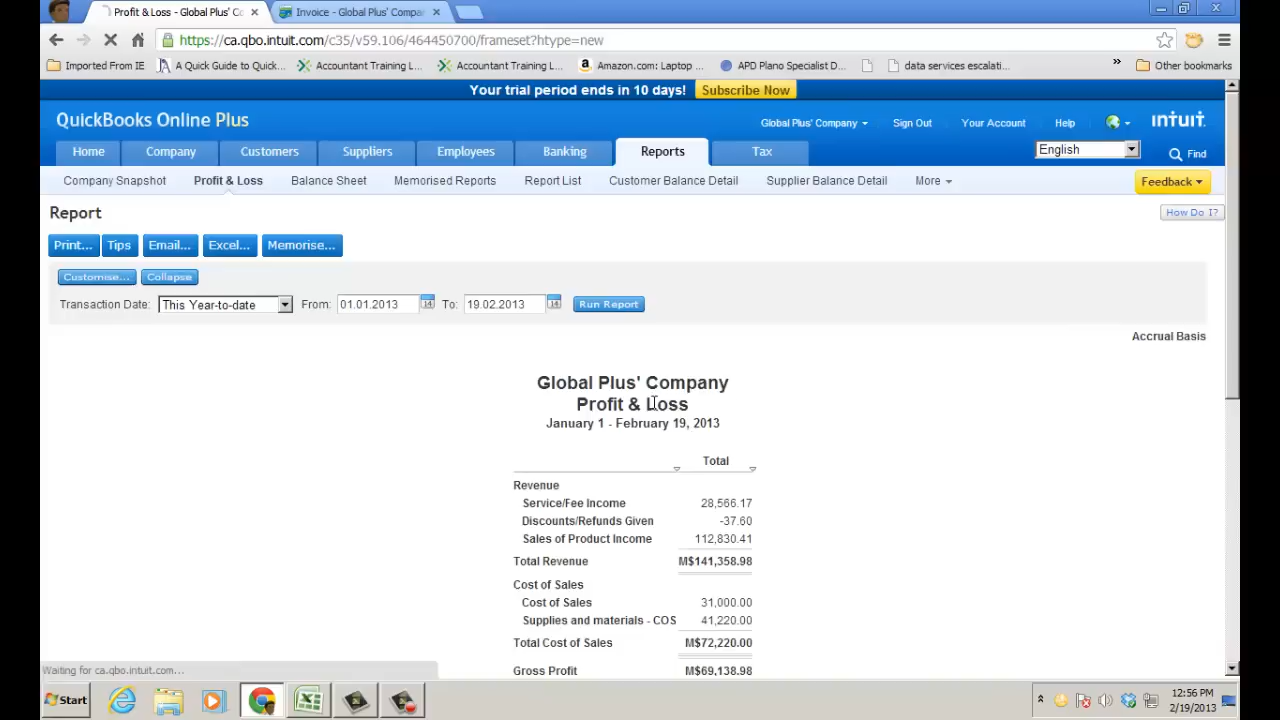 Profit & Loss - Global Plus' Co
Invoice - Global Plus' Compa
https://ca.qbo.intuit.com/c35/v59.106/464450700/frameset?htype=new
Imported From IE
A Quick Guide to Quick...
Accountant Training L...
Accountant Training L...
Amazon.com: Laptop ...
APD Plano Specialist D...
data services escalati...
»
Other bookmarks
Your trial period ends in 10 days! Subscribe Now
QuickBooks Online Plus
Global Plus' Company
Sign Out
Your Account
Help
intuit.
Home
Company
Customers
Suppliers
Employees
Banking
Reports
Tax
English
Find
Company Snapshot
Profit & Loss
Balance Sheet
Memorised Reports
Report List
Customer Balance Detail
Supplier Balance Detail
More
Feedback
Report
How Do I?
Print... Tips Email... Excel... Memorise...
Customise... Collapse
Transaction Date: This Year-to-date From: 01.01.2013 14 To: 19.02.2013 14 Run Report
Accrual Basis
Global Plus' Company
Profit & Loss
January 1 - February 19, 2013
Total
Revenue
Service/Fee Income 28,566.17
Discounts/Refunds Given -37.60
Sales of Product Income 112,830.41
Total Revenue M$141,358.98
Cost of Sales
Cost of Sales 31,000.00
Supplies and materials - COS 41,220.00
Total Cost of Sales M$72,220.00
Gross Profit M$69,138.98
Waiting for ca.qbo.intuit.com...
Start
12:56 PM
2/19/2013